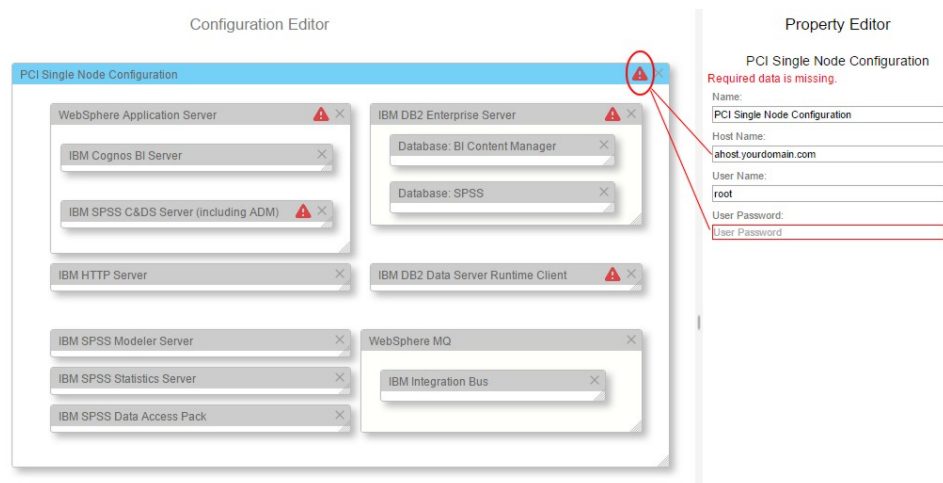 Configuration Editor
Property Editor
PCI Single Node Configuration
WebSphere Application Server
IBM Cognos BI Server
IBM SPSS C&DS Server (including ADM)
IBM DB2 Enterprise Server
Database: BI Content Manager
Database: SPSS
IBM HTTP Server
IBM DB2 Data Server Runtime Client
IBM SPSS Modeler Server
IBM SPSS Statistics Server
IBM SPSS Data Access Pack
WebSphere MQ
IBM Integration Bus
PCI Single Node Configuration
Required data is missing.
Name:
PCI Single Node Configuration
Host Name:
ahost.yourdomain.com
User Name:
root
User Password:
User Password